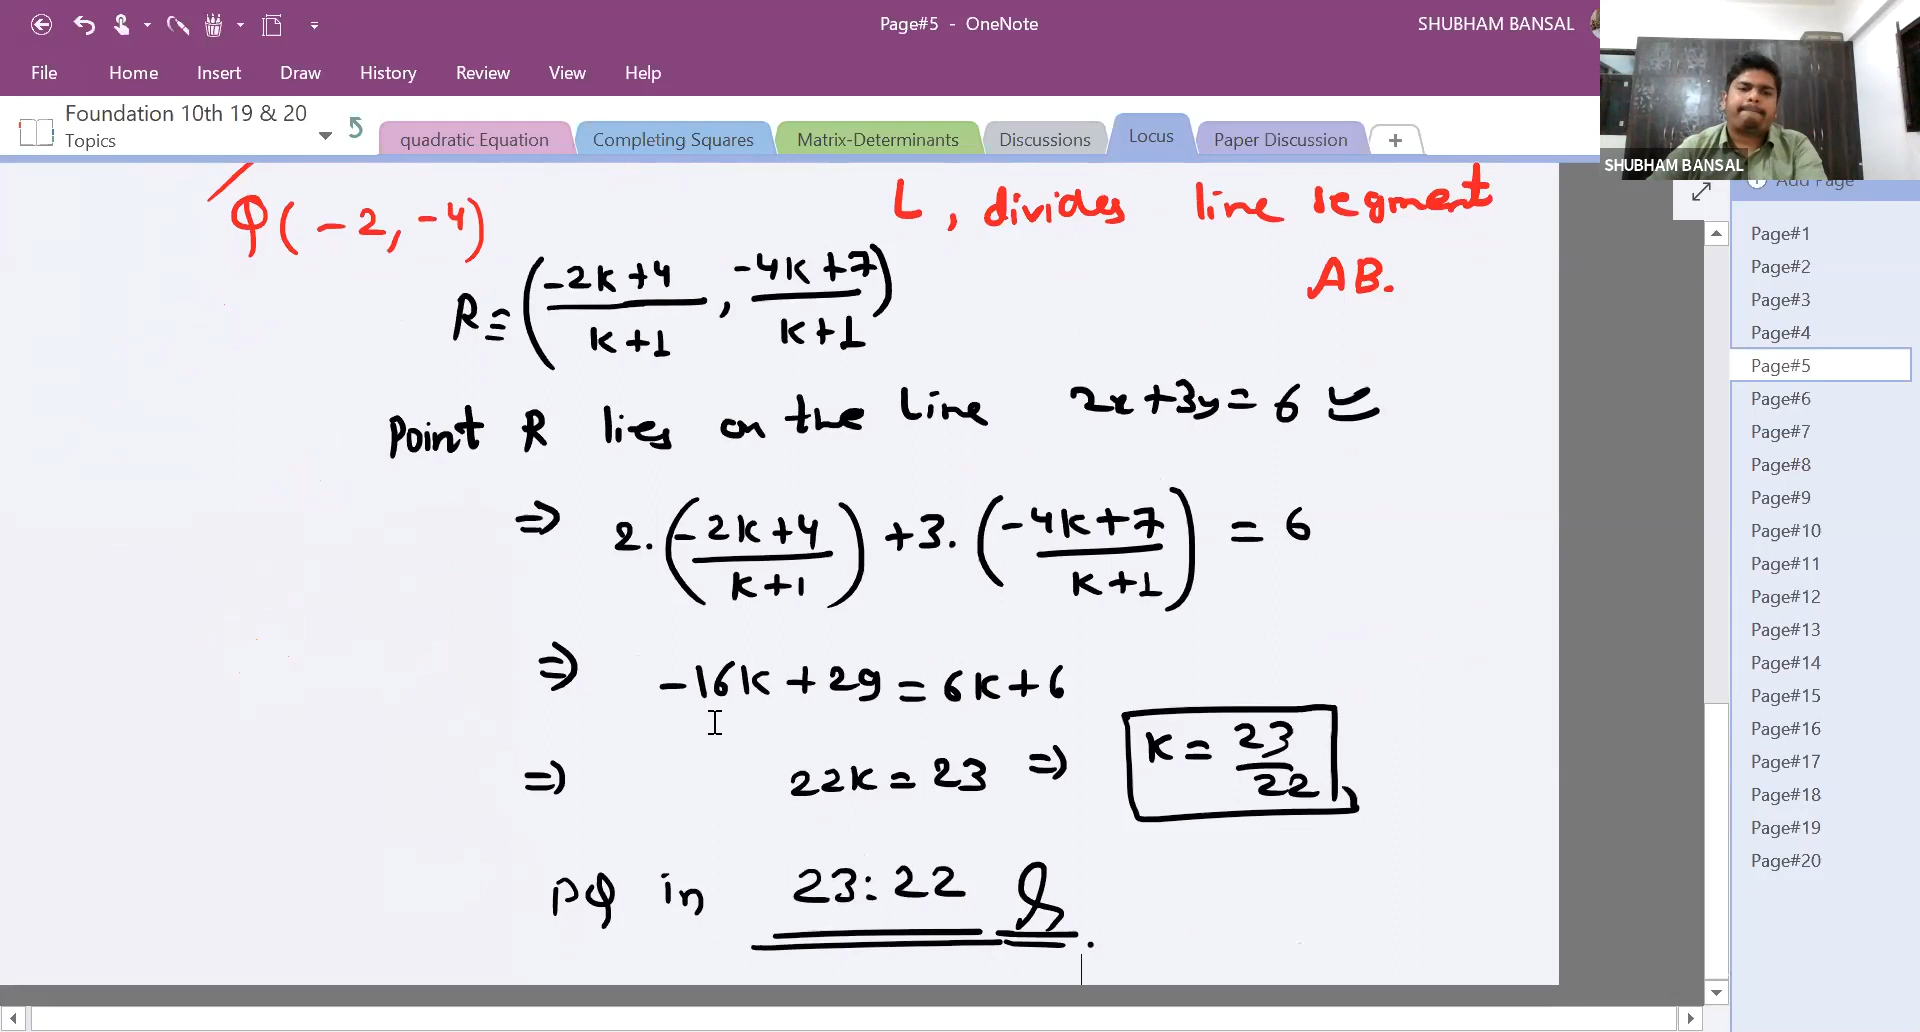 Page#5 - OneNote
SHUBHAM BANSAL
File Home Insert Draw History Review View Help
Foundation 10th 19 & 20
Topics
quadratic Equation Completing Squares Matrix-Determinants Discussions Locus Paper Discussion +
SHUBHAM BANSAL
Add Page
Q(-2, -4)
L, divides line segment
AB.
R ≡ ((-2k+4)/(k+1), (-4k+7)/(k+1))
Point R lies on the line 2x+3y = 6
⇒ 2·((-2k+4)/(k+1)) + 3·((-4k+7)/(k+1)) = 6
⇒ -16k + 29 = 6k + 6
⇒ 22k = 23 ⇒ k = 23/22
PQ in 23:22
Page#1
Page#2
Page#3
Page#4
Page#5
Page#6
Page#7
Page#8
Page#9
Page#10
Page#11
Page#12
Page#13
Page#14
Page#15
Page#16
Page#17
Page#18
Page#19
Page#20